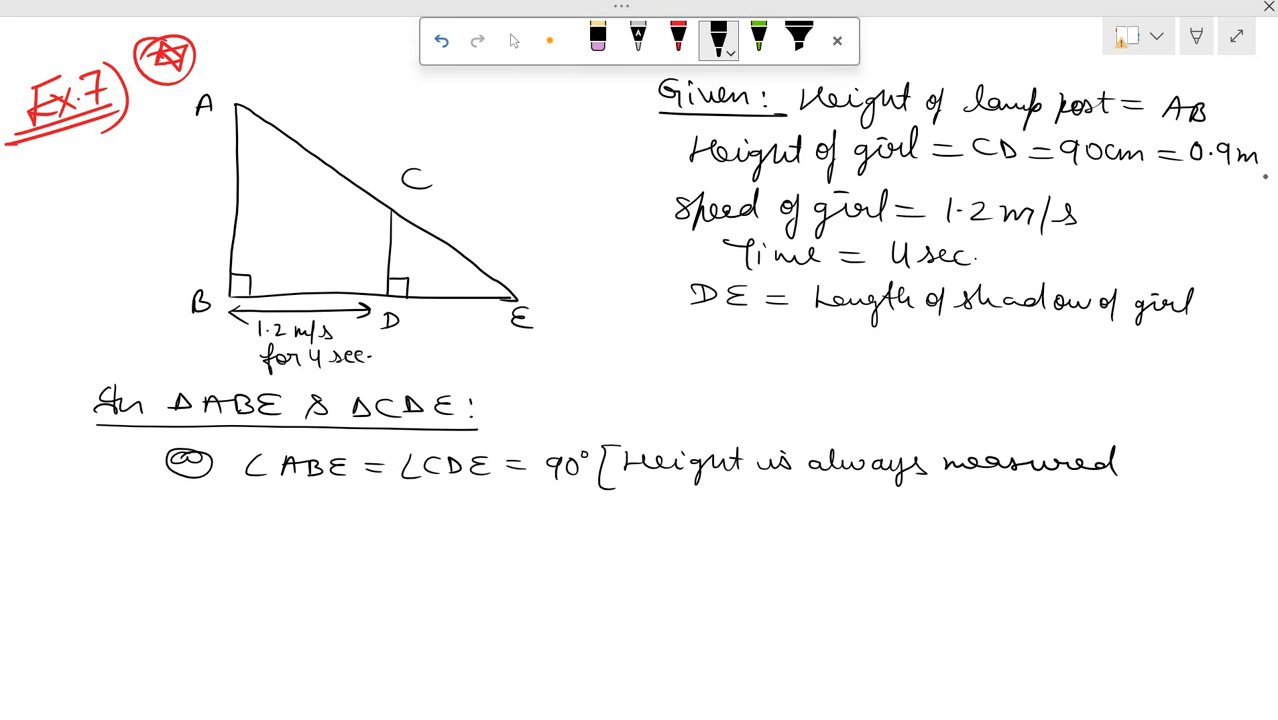 Ex.7)
A
C
B
D
E
1.2 m/s
for 4 sec.
Given: Height of lamp post = AB
Height of girl = CD = 90cm = 0.9m
Speed of girl = 1.2 m/s
Time = 4 sec.
DE = Length of shadow of girl
In ΔABE & ΔCDE:
∠ABE = ∠CDE = 90° [Height is always measured